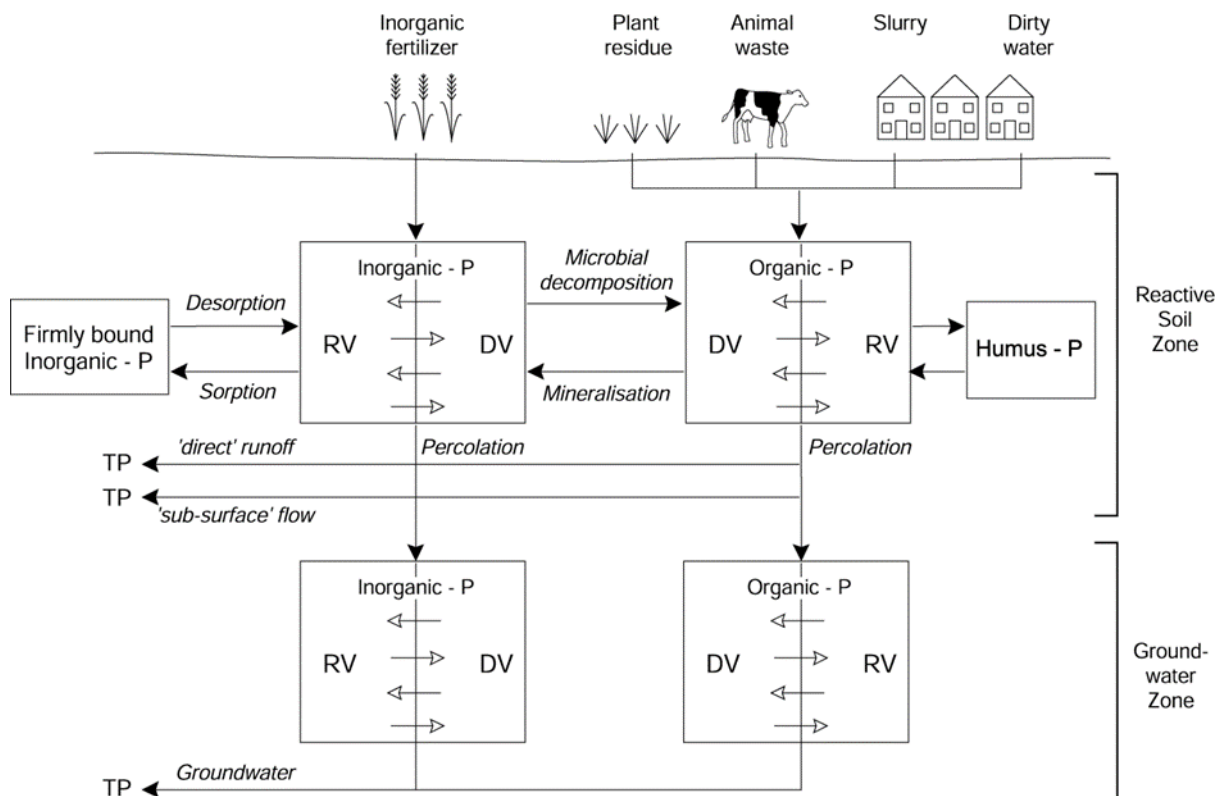 Inorganic
fertilizer
Plant
residue
Animal
waste
Slurry
Dirty
water
Inorganic - P
Microbial
decomposition
Organic - P
Desorption
Firmly bound
Inorganic - P
RV
DV
DV
RV
Humus - P
Sorption
Mineralisation
Reactive
Soil
Zone
'direct' runoff
Percolation
Percolation
TP
TP
'sub-surface' flow
Inorganic - P
Organic - P
RV
DV
DV
RV
Ground-
water
Zone
Groundwater
TP